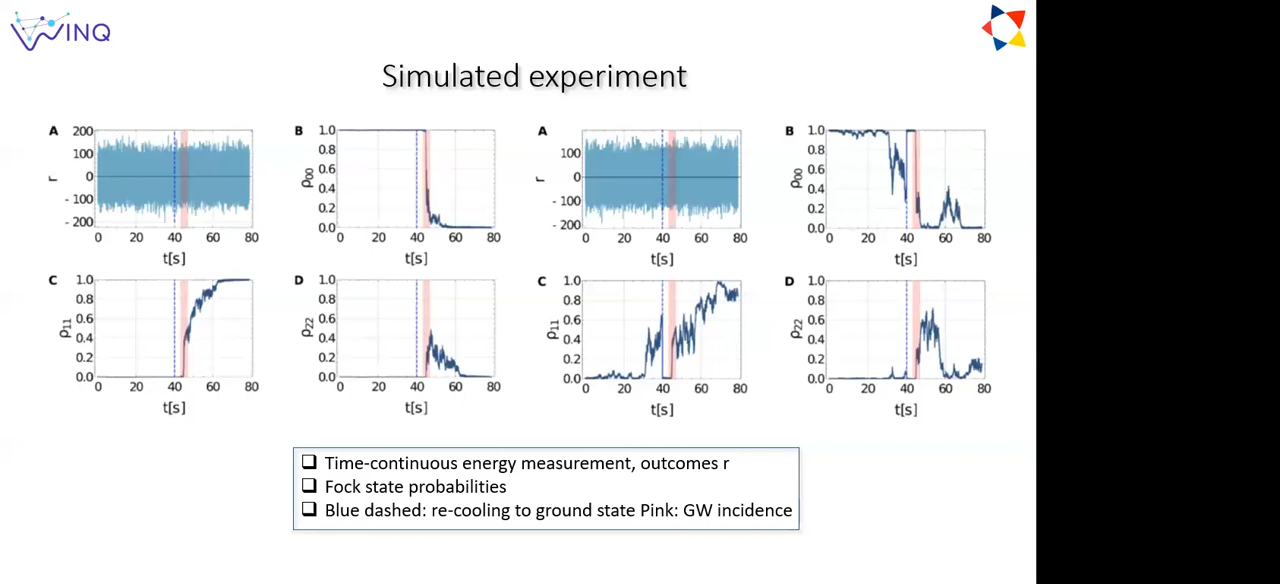 WINQ
Simulated experiment
A
200
100
0
- 100
- 200
r
0 20 40 60 80
t[s]
B
1.0
0.8
0.6
0.4
0.2
0.0
ρ00
0 20 40 60 80
t[s]
A
100
0
- 100
- 200
r
0 20 40 60 80
t[s]
B
1.0
0.8
0.6
0.4
0.2
0.0
ρ00
0 20 40 60 80
t[s]
C
1.0
0.8
0.6
0.4
0.2
0.0
ρ11
0 20 40 60 80
t[s]
D
1.0
0.8
0.6
0.4
0.2
0.0
ρ22
0 20 40 60 80
t[s]
C
1.0
0.8
0.6
0.4
0.2
0.0
ρ11
0 20 40 60 80
t[s]
D
1.0
0.8
0.6
0.4
0.2
0.0
ρ22
0 20 40 60 80
t[s]
❑ Time-continuous energy measurement, outcomes r
❑ Fock state probabilities
❑ Blue dashed: re-cooling to ground state Pink: GW incidence